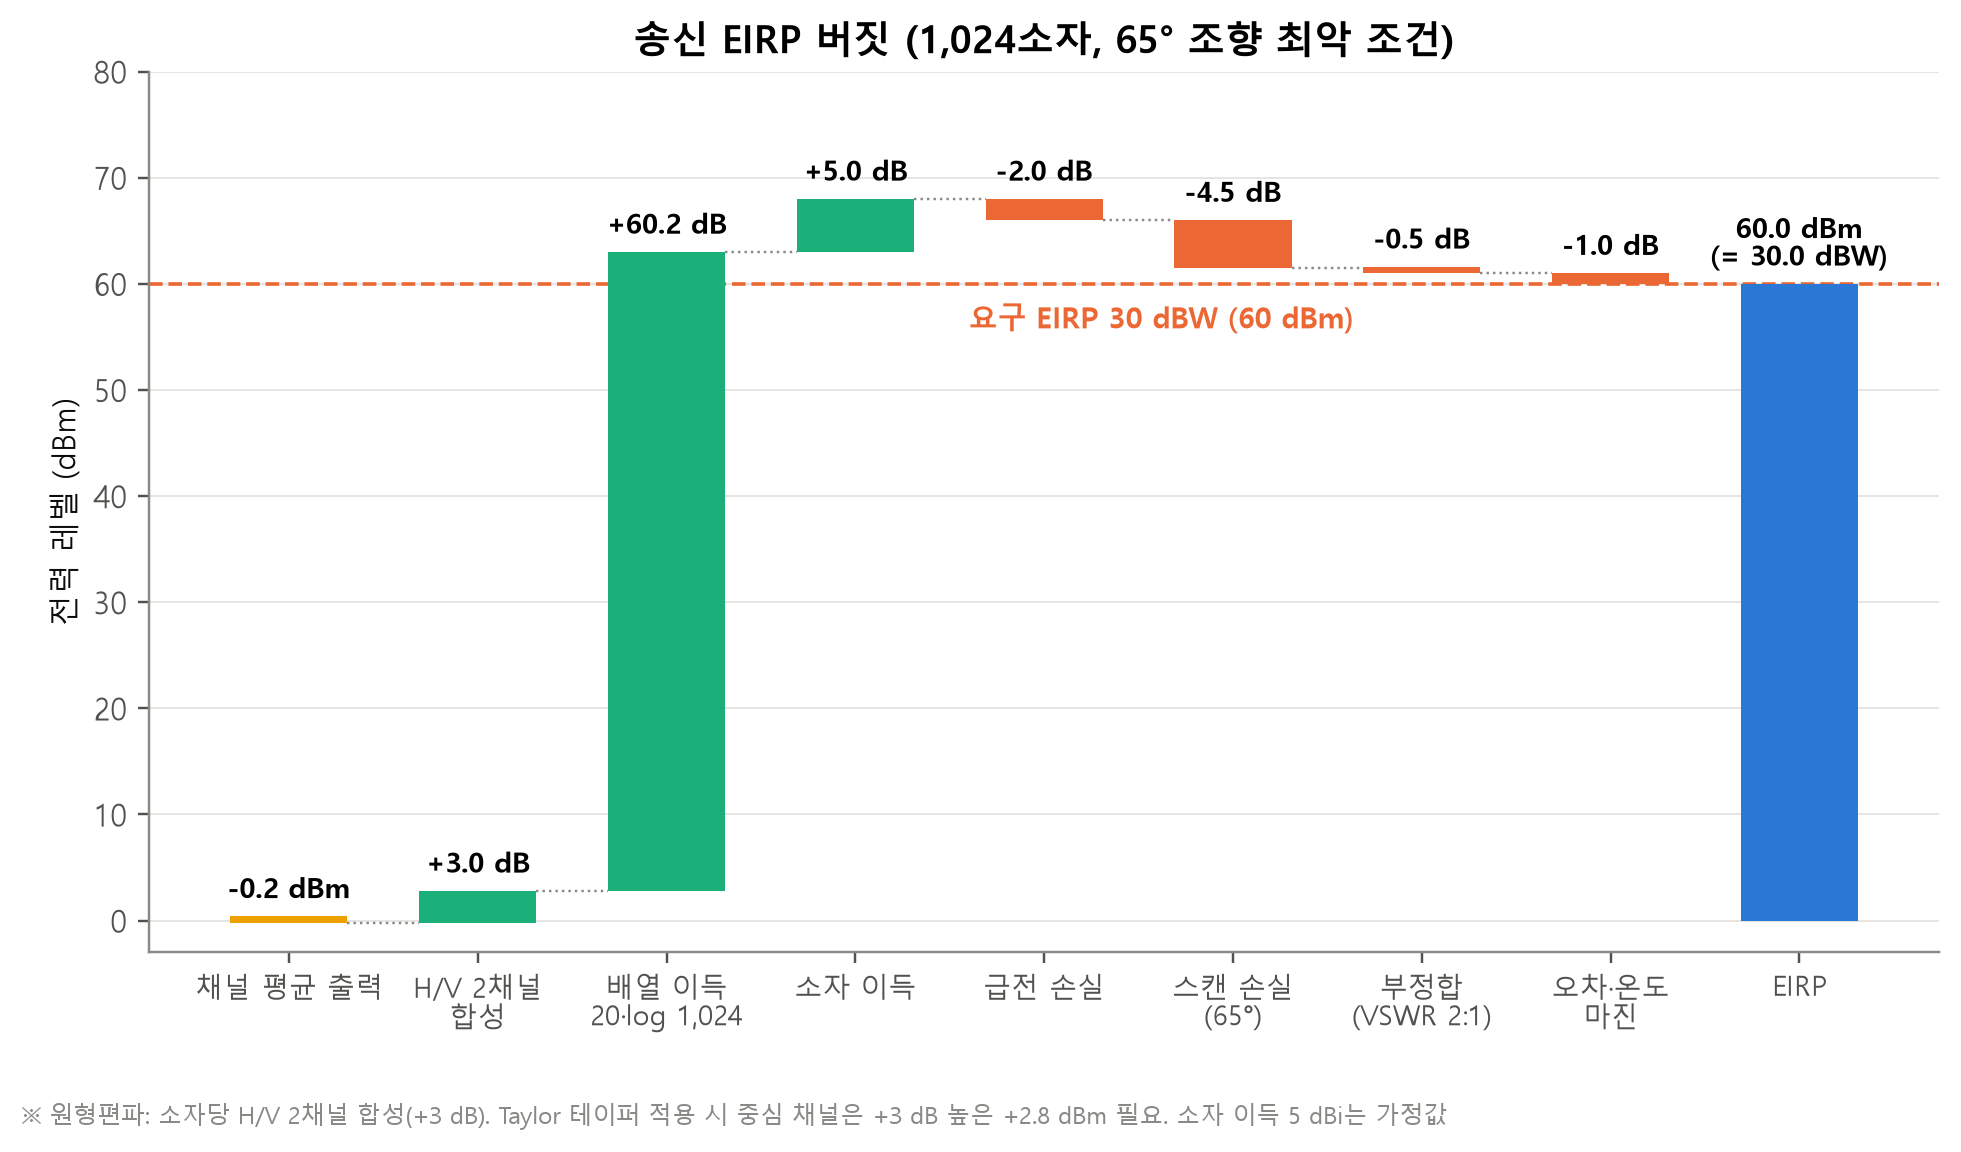 송신 EIRP 버짓 (1,024소자, 65° 조향 최악 조건)
전력 레벨 (dBm)
80
70
60
50
40
30
20
10
0
-0.2 dBm
+3.0 dB
+60.2 dB
+5.0 dB
-2.0 dB
-4.5 dB
-0.5 dB
-1.0 dB
60.0 dBm
(= 30.0 dBW)
요구 EIRP 30 dBW (60 dBm)
채널 평균 출력
H/V 2채널
합성
배열 이득
20·log 1,024
소자 이득
급전 손실
스캔 손실
(65°)
부정합
(VSWR 2:1)
오차·온도
마진
EIRP
※ 원형편파: 소자당 H/V 2채널 합성(+3 dB). Taylor 테이퍼 적용 시 중심 채널은 +3 dB 높은 +2.8 dBm 필요. 소자 이득 5 dBi는 가정값